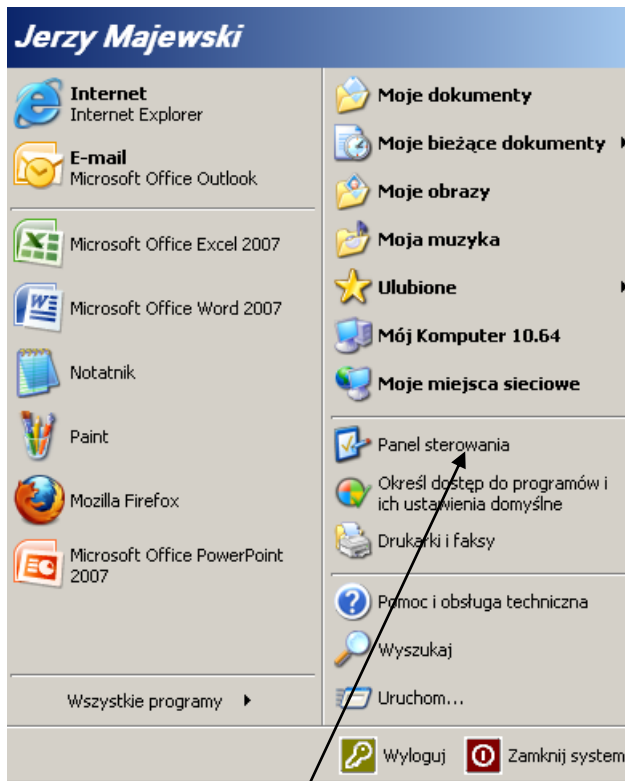 Jerzy Majewski
Internet
Internet Explorer
E-mail
Microsoft Office Outlook
Microsoft Office Excel 2007
Microsoft Office Word 2007
Notatnik
Paint
Mozilla Firefox
Microsoft Office PowerPoint
2007
Wszystkie programy
Moje dokumenty
Moje bieżące dokumenty
Moje obrazy
Moja muzyka
Ulubione
Mój Komputer 10.64
Moje miejsca sieciowe
Panel sterowania
Określ dostęp do programów i
ich ustawienia domyślne
Drukarki i faksy
Pomoc i obsługa techniczna
Wyszukaj
Uruchom...
Wyloguj
Zamknij system